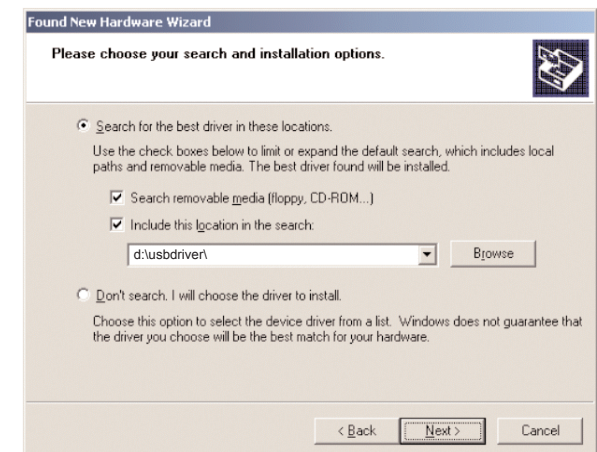 Found New Hardware Wizard
Please choose your search and installation options.
Search for the best driver in these locations.
Use the check boxes below to limit or expand the default search, which includes local
paths and removable media. The best driver found will be installed.
Search removable media (floppy, CD-ROM...)
Include this location in the search:
d:\usbdriver\
Browse
Don't search. I will choose the driver to install.
Choose this option to select the device driver from a list. Windows does not guarantee that
the driver you choose will be the best match for your hardware.
< Back Next > Cancel